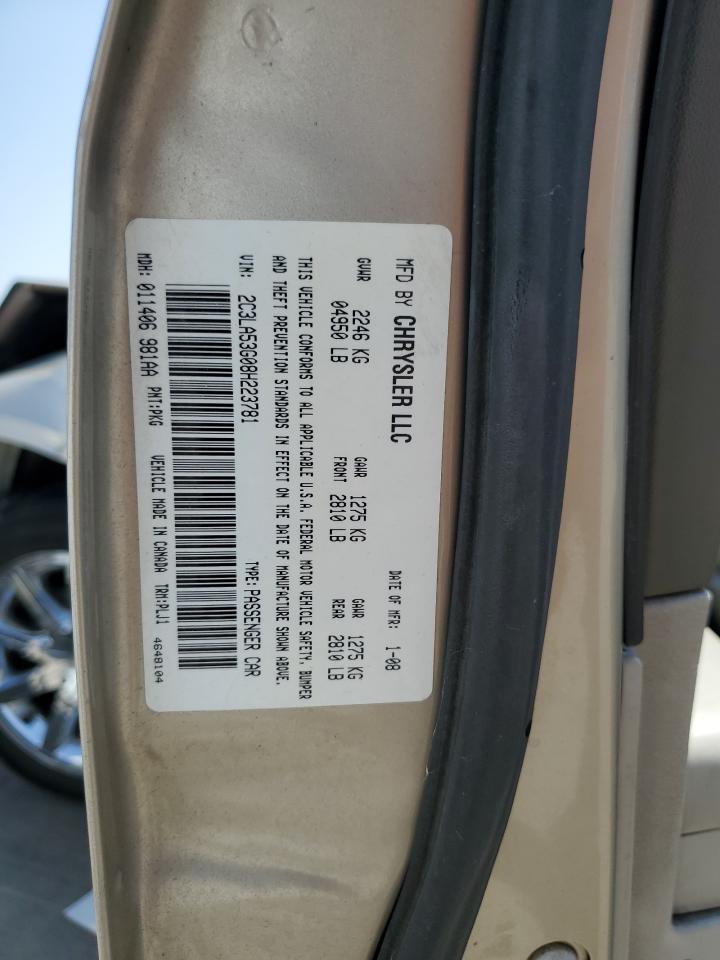 MFD BY CHRYSLER LLC DATE OF MFR: 1-08
GVWR 2246 KG GAWR 1275 KG GAWR 1275 KG
04950 LB FRONT 2810 LB REAR 2810 LB
THIS VEHICLE CONFORMS TO ALL APPLICABLE U.S.A. FEDERAL MOTOR VEHICLE SAFETY, BUMPER
AND THEFT PREVENTION STANDARDS IN EFFECT ON THE DATE OF MANUFACTURE SHOWN ABOVE.
VIN: 2C3LA53G08H223781 TYPE: PASSENGER CAR
MDH: 011406 981AA PNT:PKG VEHICLE MADE IN CANADA TRM:PLJ1 4648104